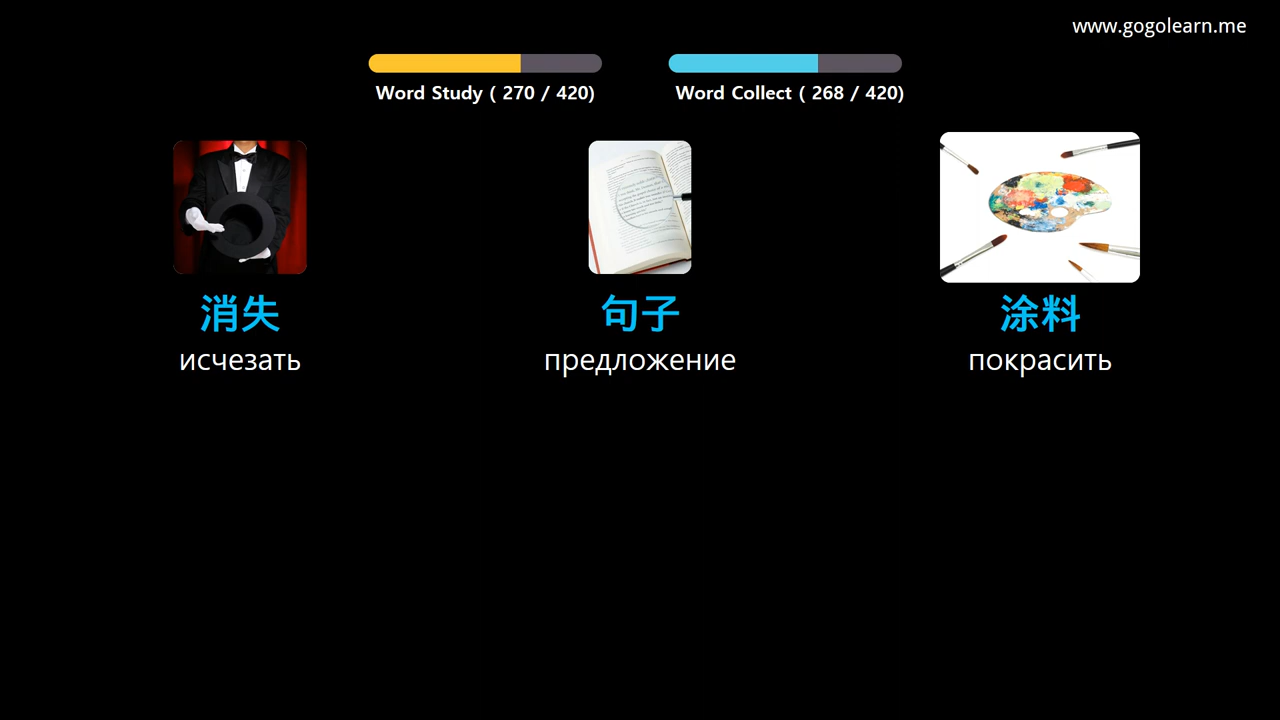 www.gogolearn.me
Word Study ( 270 / 420)
Word Collect ( 268 / 420)
消失
句子
涂料
исчезать
предложение
покрасить